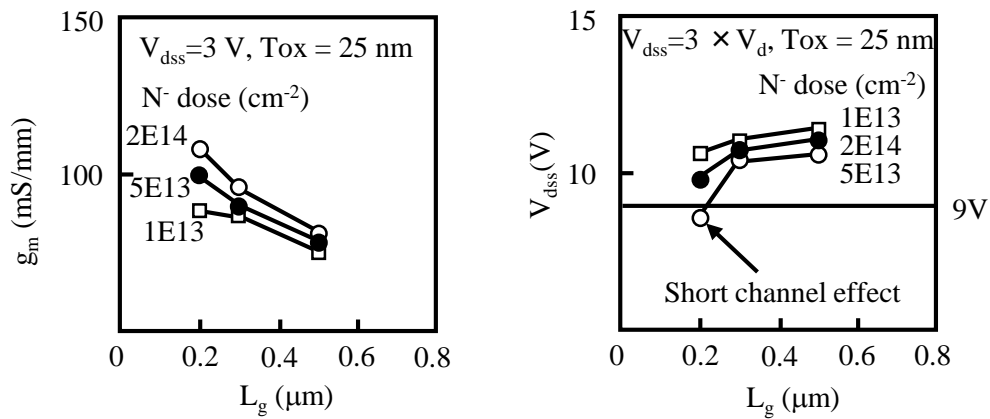 150
V_dss=3 V, Tox = 25 nm
N⁻ dose (cm⁻²)
2E14
100
5E13
1E13
g_m (mS/mm)
0 0.2 0.4 0.6 0.8
L_g (μm)
15
V_dss=3 × V_d, Tox = 25 nm
N⁻ dose (cm⁻²)
1E13
2E14
5E13
10
V_dss(V)
9V
Short channel effect
0 0.2 0.4 0.6 0.8
L_g (μm)